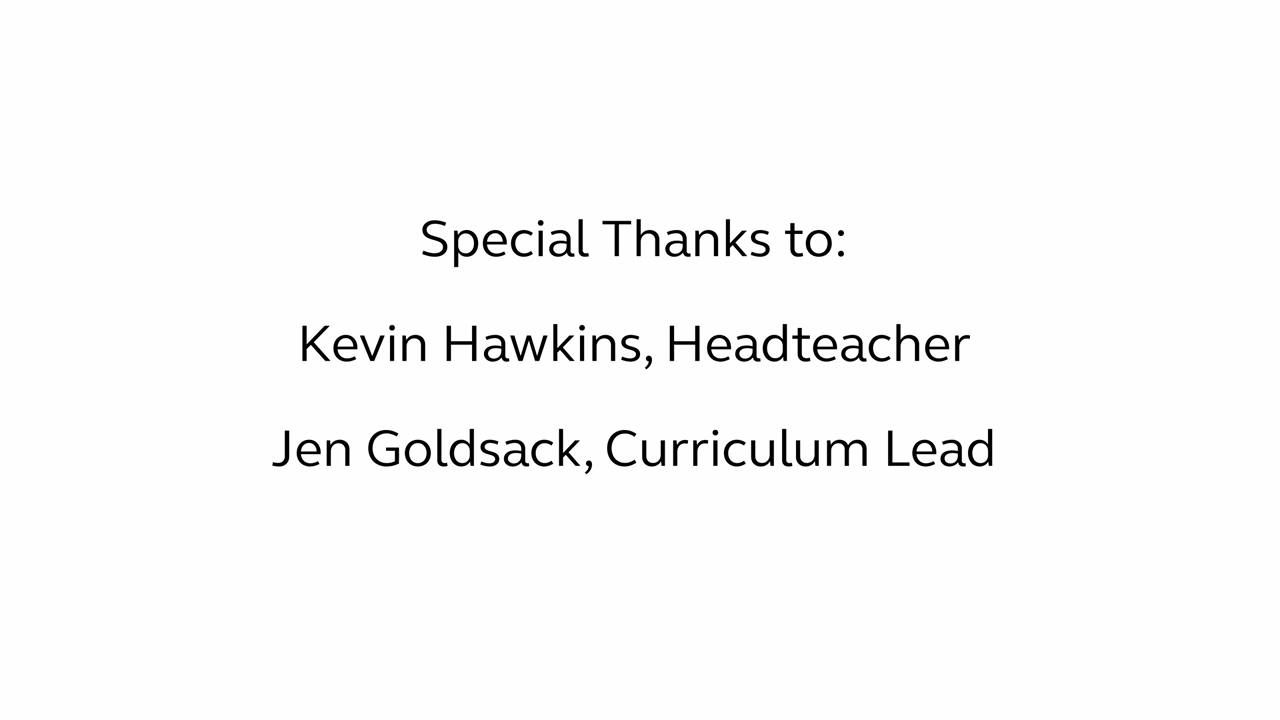 Special Thanks to:
Kevin Hawkins, Headteacher
Jen Goldsack, Curriculum Lead